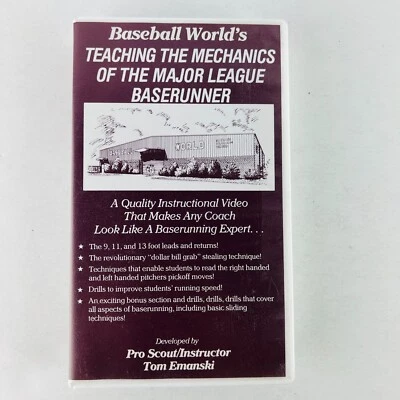 Baseball World's
TEACHING THE MECHANICS
OF THE MAJOR LEAGUE
BASERUNNER
A Quality Instructional Video
That Makes Any Coach
Look Like A Baserunning Expert. . .
★ The 9, 11, and 13 foot leads and returns!
★ The revolutionary "dollar bill grab" stealing technique!
★ Techniques that enable students to read the right handed
and left handed pitchers pickoff moves!
★ Drills to improve students' running speed!
★ An exciting bonus section and drills, drills, drills that cover
all aspects of baserunning, including basic sliding
techniques!
Developed by
Pro Scout/Instructor
Tom Emanski